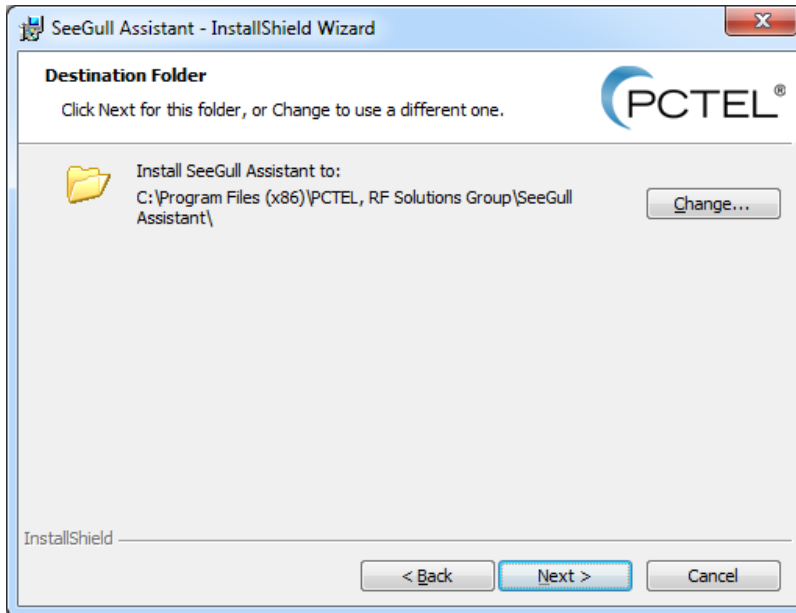 SeeGull Assistant - InstallShield Wizard
Destination Folder
Click Next for this folder, or Change to use a different one.
PCTEL®
Install SeeGull Assistant to:
C:\Program Files (x86)\PCTEL, RF Solutions Group\SeeGull
Assistant\
Change...
InstallShield
< Back
Next >
Cancel